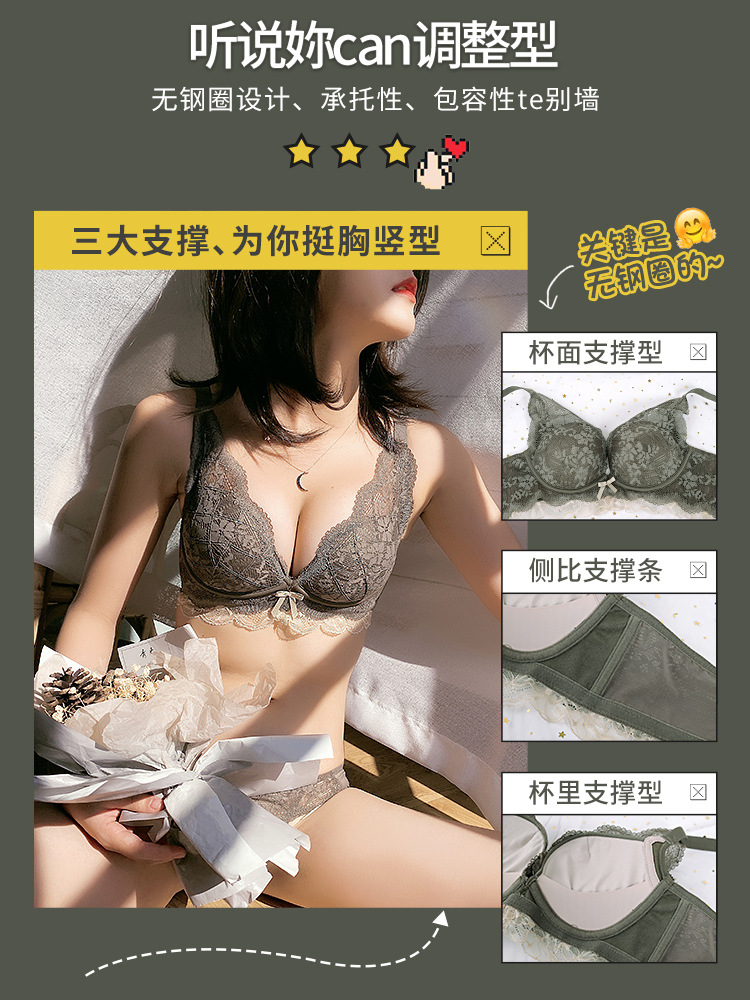 听说妳can调整型
无钢圈设计、承托性、包容性te别墙
三大支撑、为你挺胸竖型
关键是
无钢圈的~
杯面支撑型
侧比支撑条
杯里支撑型